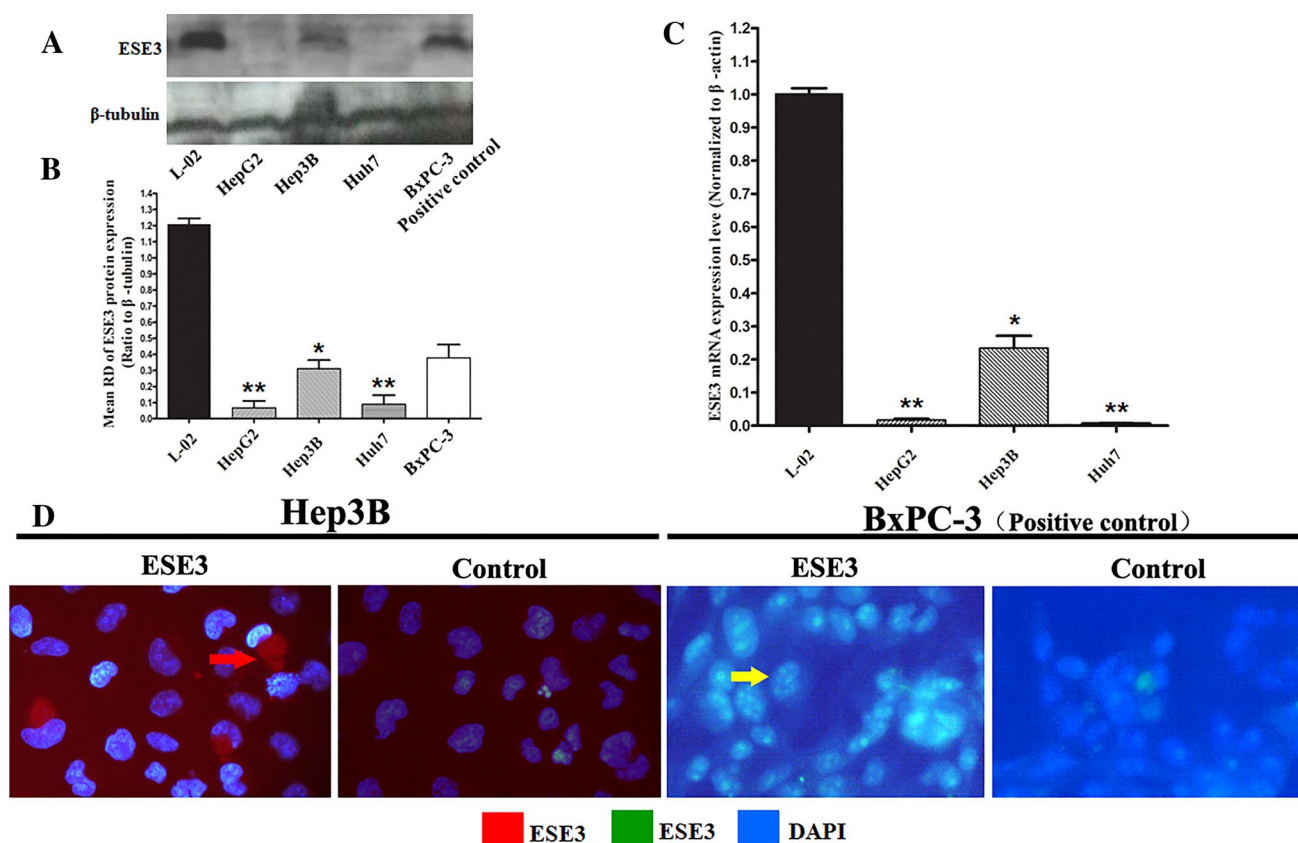 A
ESE3
β-tubulin
L-02
HepG2
Hep3B
Huh7
BxPC-3
Positive control
B
Mean RD of ESE3 protein expression
(Ratio to β -tubulin)
1.4
1.3
1.2
1.1
1.0
0.9
0.8
0.7
0.6
0.5
0.4
0.3
0.2
0.1
0.0
**
*
**
L-02
HepG2
Hep3B
Huh7
BxPC-3
C
ESE3 mRNA expression leve (Normalized to β -actin)
1.2
1.0
0.9
0.8
0.7
0.6
0.5
0.4
0.3
0.2
0.1
0.0
**
*
**
L-02
HepG2
Hep3B
Huh7
D
Hep3B
BxPC-3（Positive control）
ESE3
Control
ESE3
Control
ESE3
ESE3
DAPI